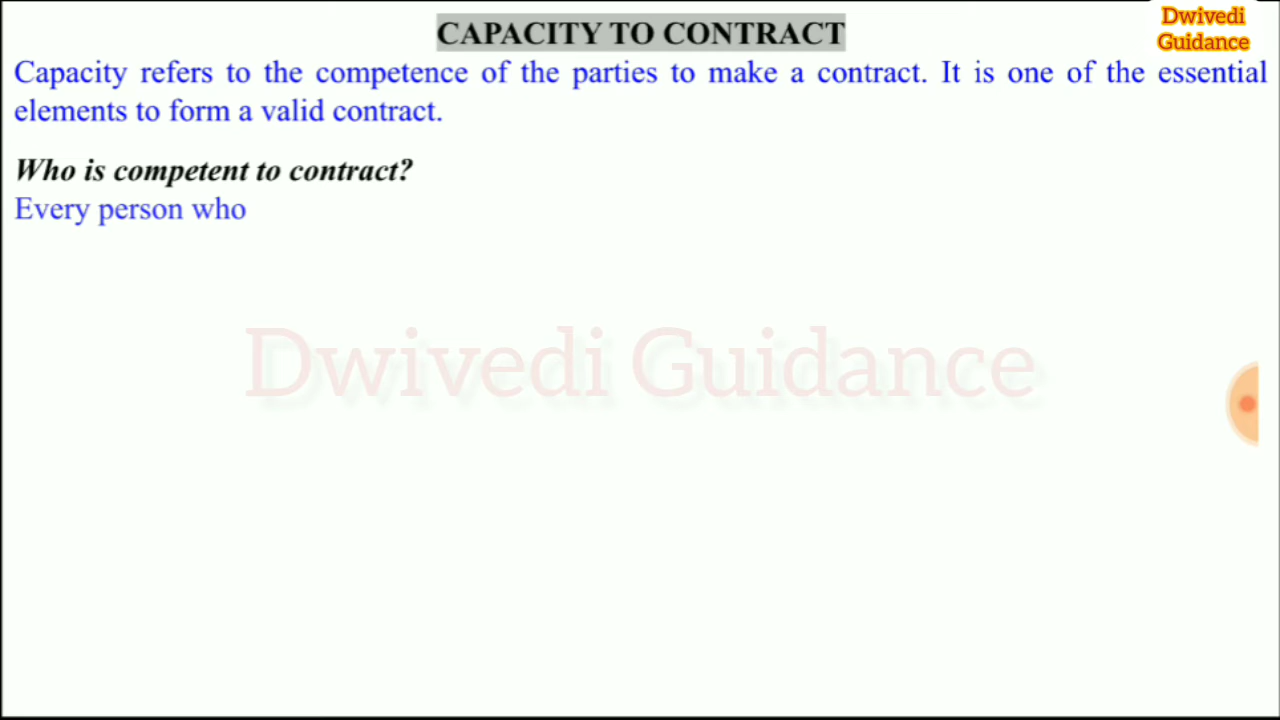 CAPACITY TO CONTRACT
Dwivedi
Guidance
Capacity refers to the competence of the parties to make a contract. It is one of the essential
elements to form a valid contract.
Who is competent to contract?
Every person who
Dwivedi Guidance